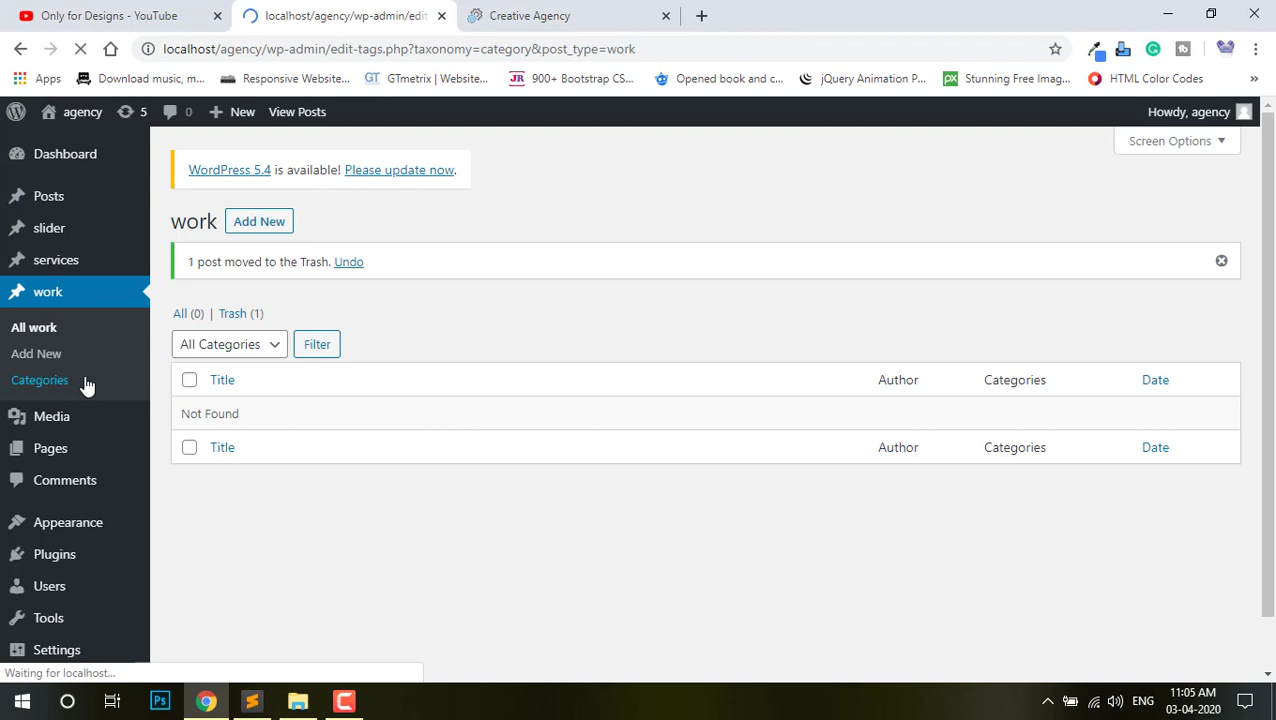 Only for Designs - YouTube
localhost/agency/wp-admin/edit
Creative Agency
localhost/agency/wp-admin/edit-tags.php?taxonomy=category&post_type=work
Apps
Download music, m...
Responsive Website...
GT GTmetrix | Website...
JR 900+ Bootstrap CS...
Opened book and c...
jQuery Animation P...
px Stunning Free Imag...
HTML Color Codes
»
agency
5
0
New
View Posts
Howdy, agency
Screen Options
Dashboard
Posts
slider
services
work
All work
Add New
Categories
Media
Pages
Comments
Appearance
Plugins
Users
Tools
Settings
WordPress 5.4 is available! Please update now.
work Add New
1 post moved to the Trash. Undo
All (0) | Trash (1)
All Categories Filter
Title Author Categories Date
Not Found
Title Author Categories Date
Waiting for localhost...
Ps
ENG
11:05 AM
03-04-2020